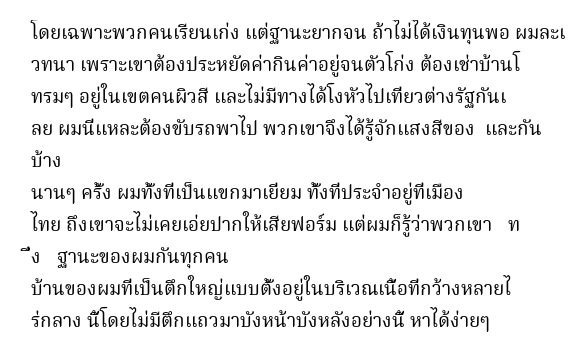 โดยเฉพาะพวกคนเรียนเก่ง แต่ฐานะยากจน ถ้าไม่ได้เงินทุนพอ ผมละเ
วทนา เพราะเขาต้องประหยัดค่ากินค่าอยู่จนตัวโก่ง ต้องเช่าบ้านโ
ทรมๆ อยู่ในเขตคนผิวสี และไม่มีทางได้โงหัวไปเทียวต่างรัฐกันเ
ลย ผมนีแหละต้องขับรถพาไป พวกเขาจึงได้รู้จักแสงสีของ และกัน
บ้าง
นานๆ ครั้ง ผมทั้งทีเป็นแขกมาเยียม ทั้งทีประจำอยู่ทีเมือง
ไทย ถึงเขาจะไม่เคยเอ่ยปากให้เสียฟอร์ม แต่ผมก็รู้ว่าพวกเขา ท
ึ่ง ฐานะของผมกันทุกคน
บ้านของผมทีเป็นตึกใหญ่แบบตั้งอยู่ในบริเวณเนื้อทีกว้างหลายไ
ร่กลาง นี้โดยไม่มีตึกแถวมาบังหน้าบังหลังอย่างนี้ หาได้ง่ายๆ